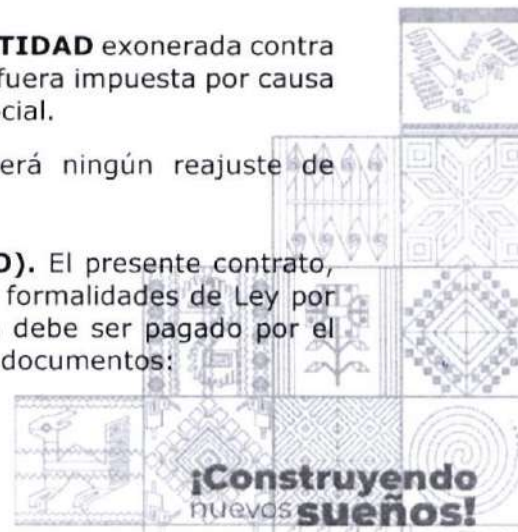 TIDAD exonerada contra
fuera impuesta por causa
cial.
erá ningún reajuste de
D). El presente contrato,
formalidades de Ley por
debe ser pagado por el
documentos:
¡Construyendo
nuevos sueños!